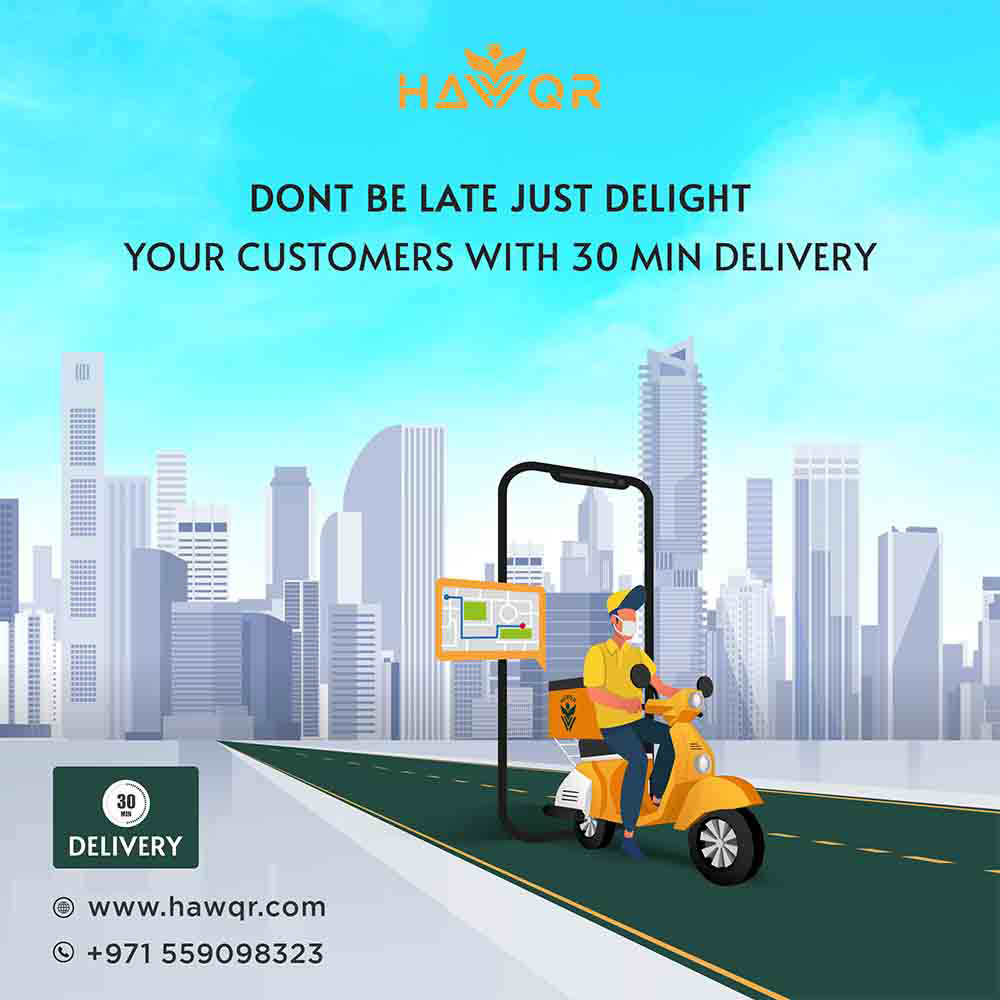 HAWQR
DONT BE LATE JUST DELIGHT
YOUR CUSTOMERS WITH 30 MIN DELIVERY
HAWQR
30
MIN
DELIVERY
www.hawqr.com
+971 559098323